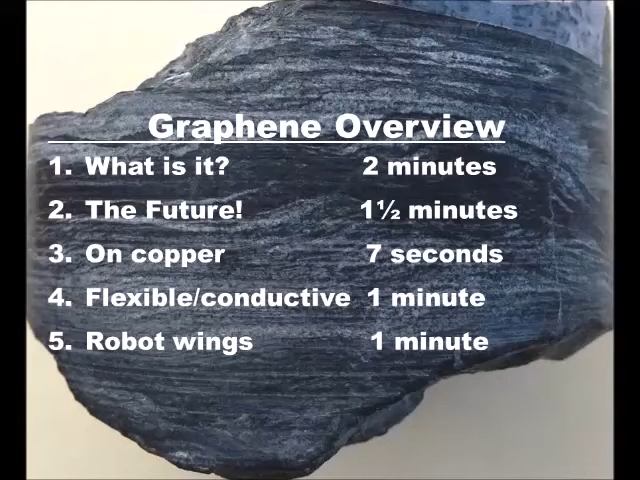 Graphene Overview
1. What is it? 2 minutes
2. The Future! 1½ minutes
3. On copper 7 seconds
4. Flexible/conductive 1 minute
5. Robot wings 1 minute